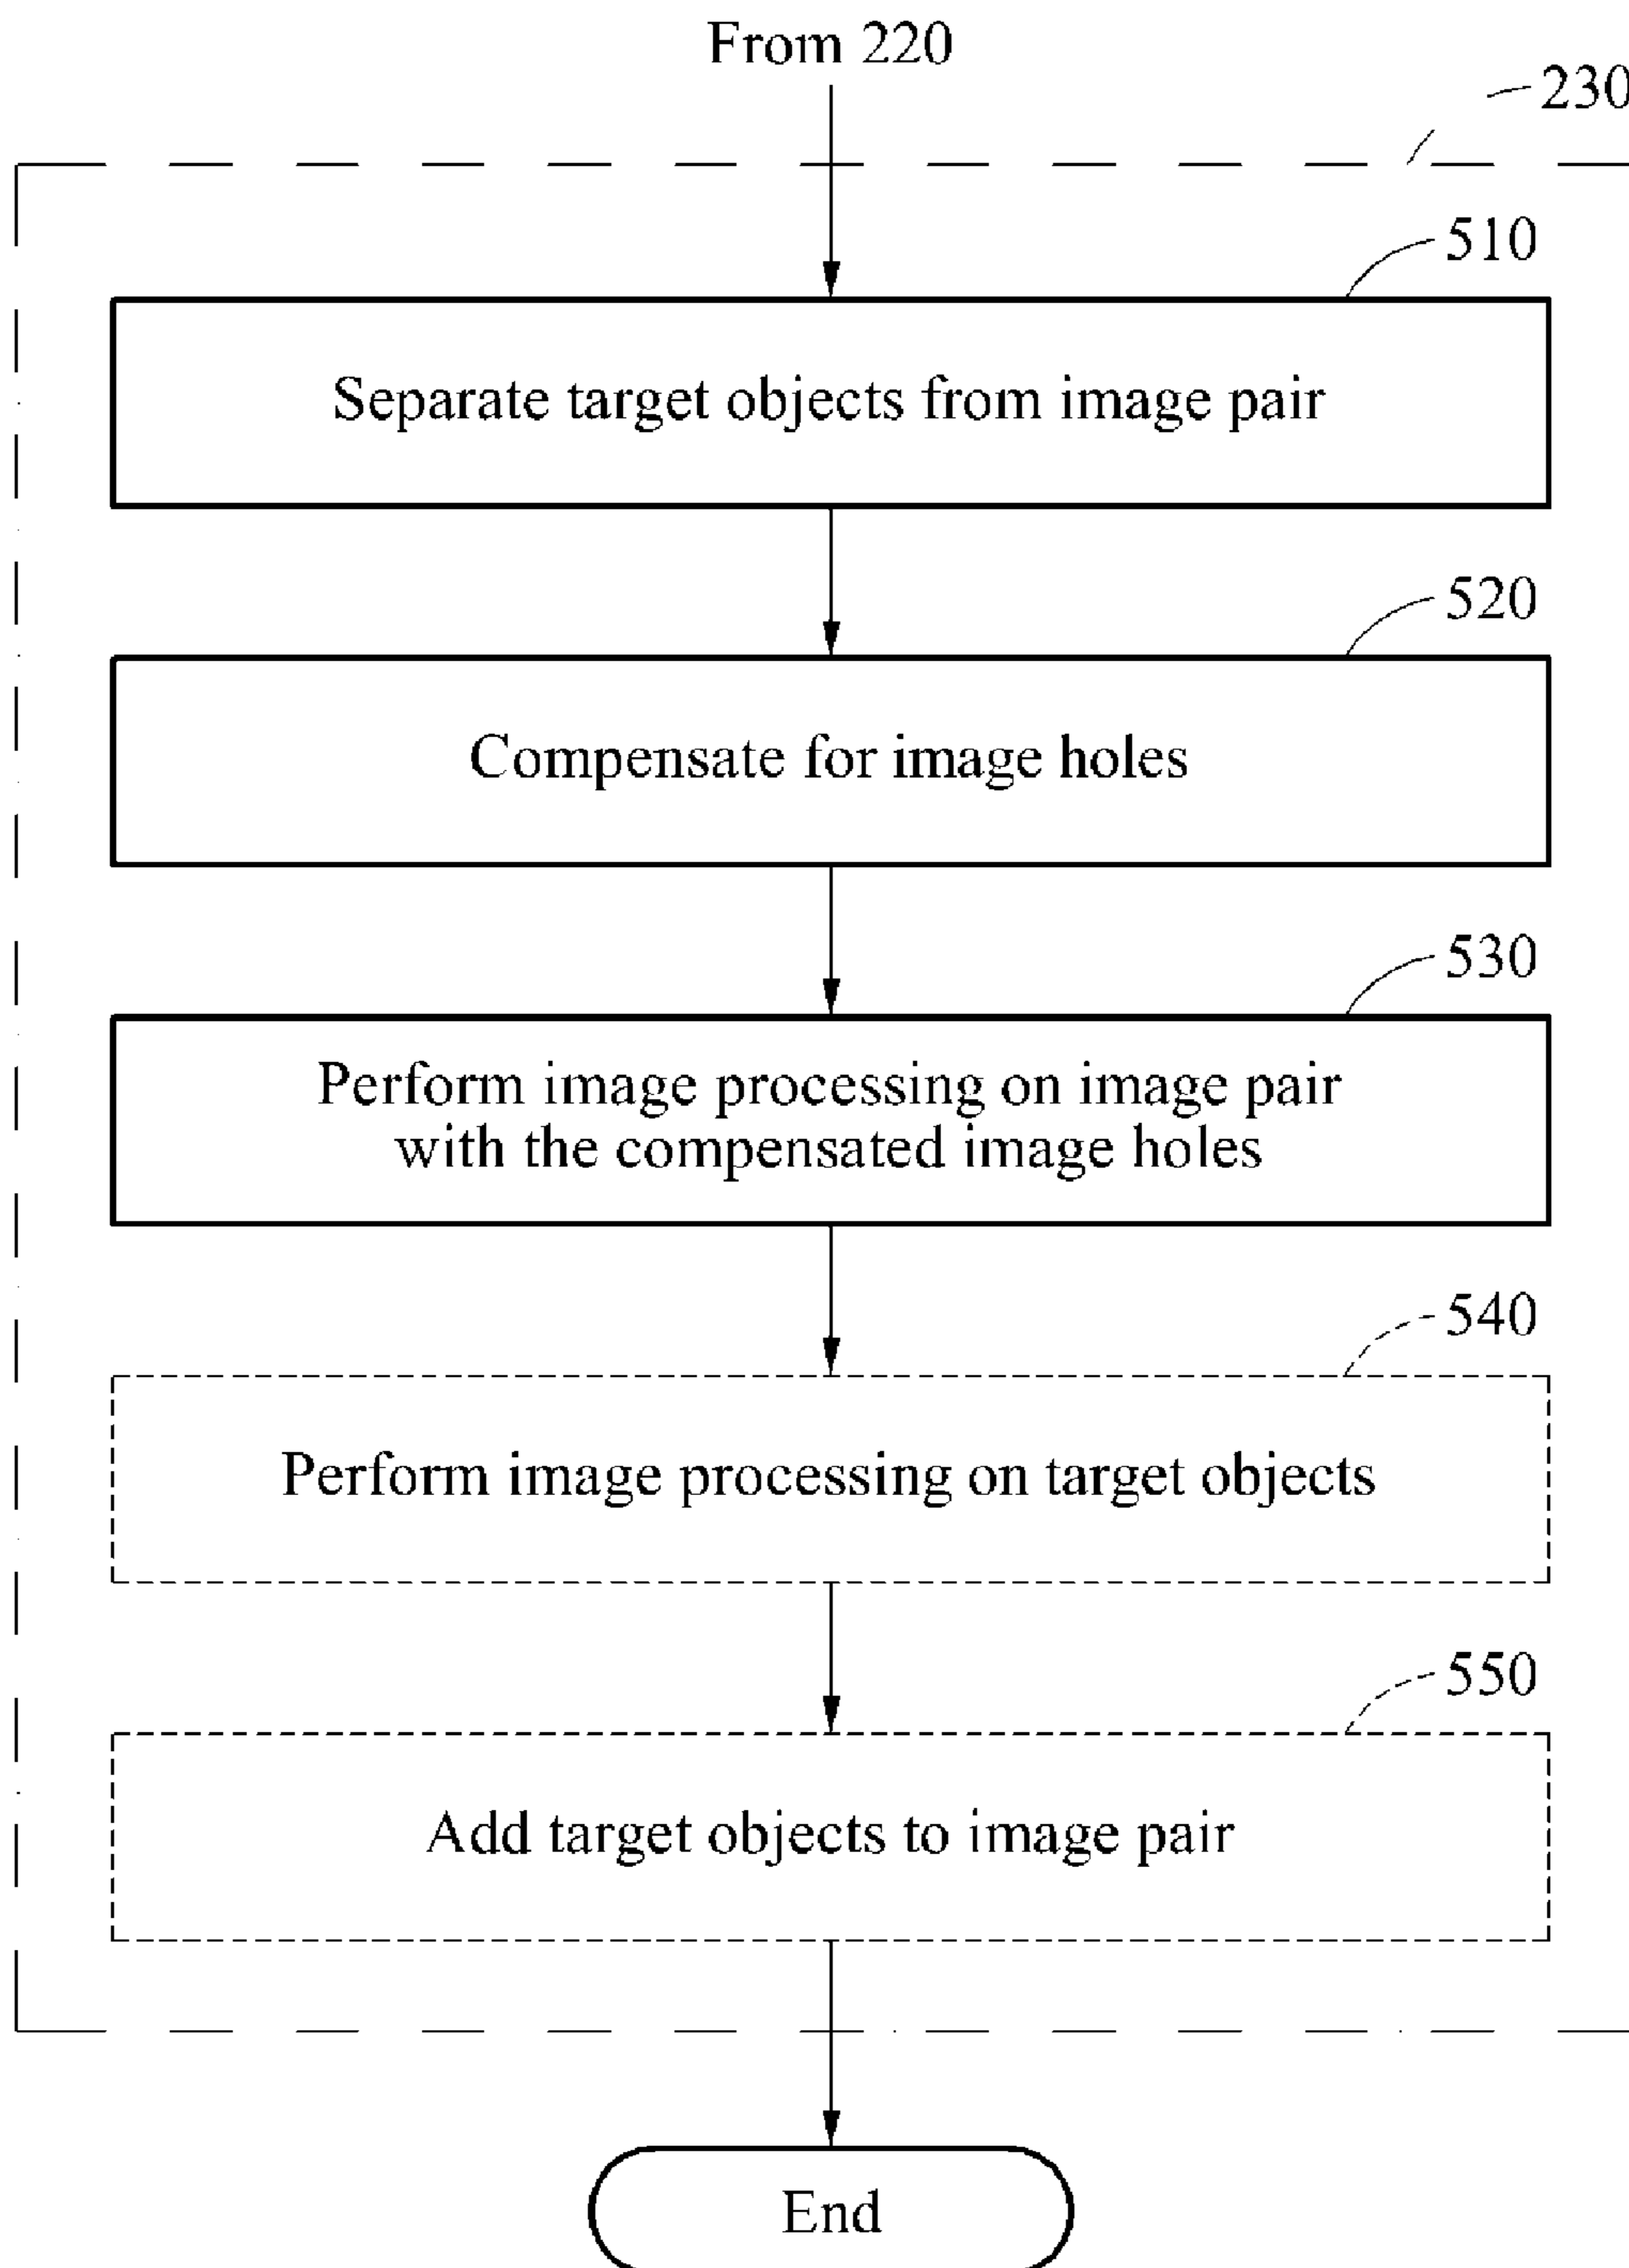 From 220
230
510
Separate target objects from image pair
520
Compensate for image holes
530
Perform image processing on image pair
with the compensated image holes
540
Perform image processing on target objects
550
Add target objects to image pair
End